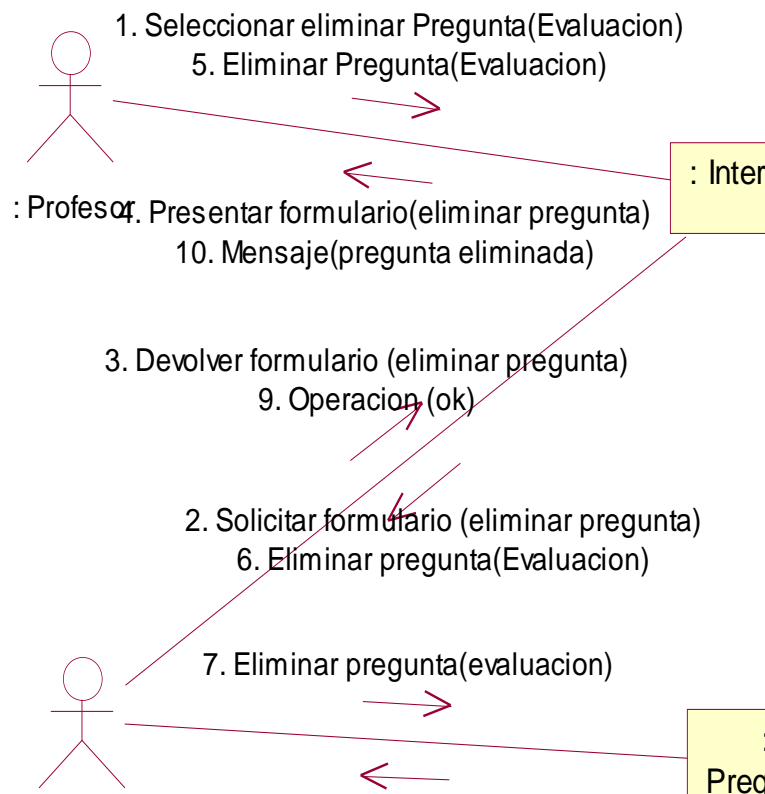 1. Seleccionar eliminar Pregunta(Evaluacion)
5. Eliminar Pregunta(Evaluacion)
: Inter
: Profesor
4. Presentar formulario(eliminar pregunta)
10. Mensaje(pregunta eliminada)
3. Devolver formulario (eliminar pregunta)
9. Operacion (ok)
2. Solicitar formulario (eliminar pregunta)
6. Eliminar pregunta(Evaluacion)
7. Eliminar pregunta(evaluacion)
:
Preg